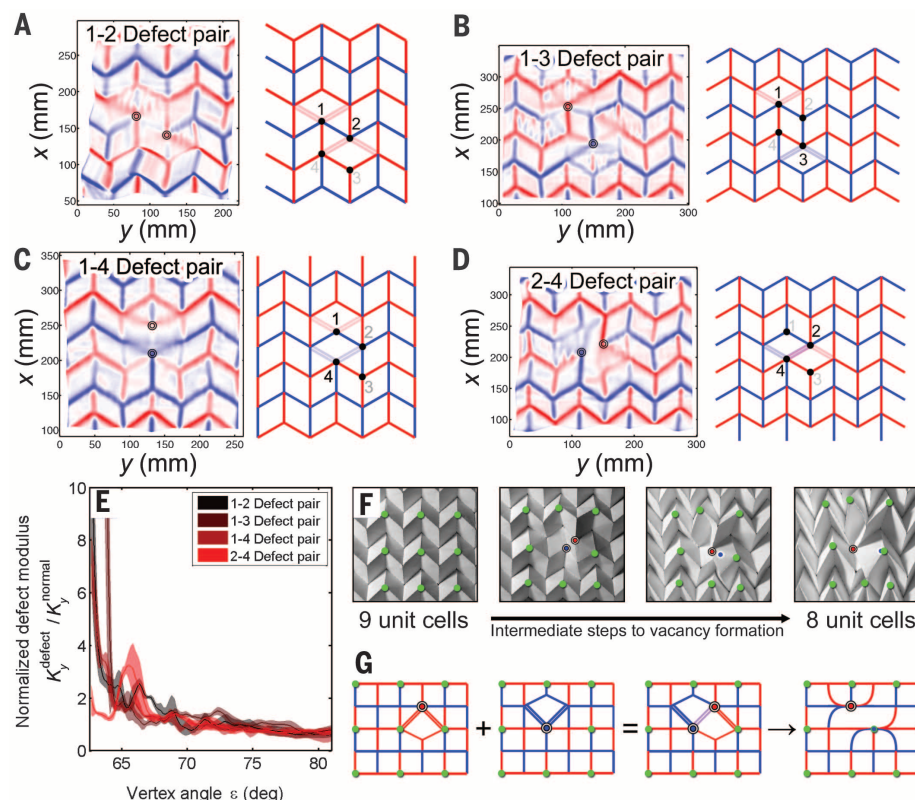 A
1-2 Defect pair
x (mm)
250
200
150
100
50
0
50
100
150
200
y (mm)
1
2
4
3
B
1-3 Defect pair
x (mm)
300
250
200
150
100
0
100
200
300
y (mm)
1
2
4
3
C
1-4 Defect pair
x (mm)
350
300
250
200
150
100
0
50
100
150
200
250
y (mm)
1
2
4
3
D
2-4 Defect pair
x (mm)
300
250
200
150
100
0
100
200
300
y (mm)
1
2
4
3
E
Normalized defect modulus
K_y^defect / K_y^normal
10
8
6
4
2
0
65
70
75
80
Vertex angle ε (deg)
1-2 Defect pair
1-3 Defect pair
1-4 Defect pair
2-4 Defect pair
F
9 unit cells
Intermediate steps to vacancy formation
8 unit cells
G
+
=
→